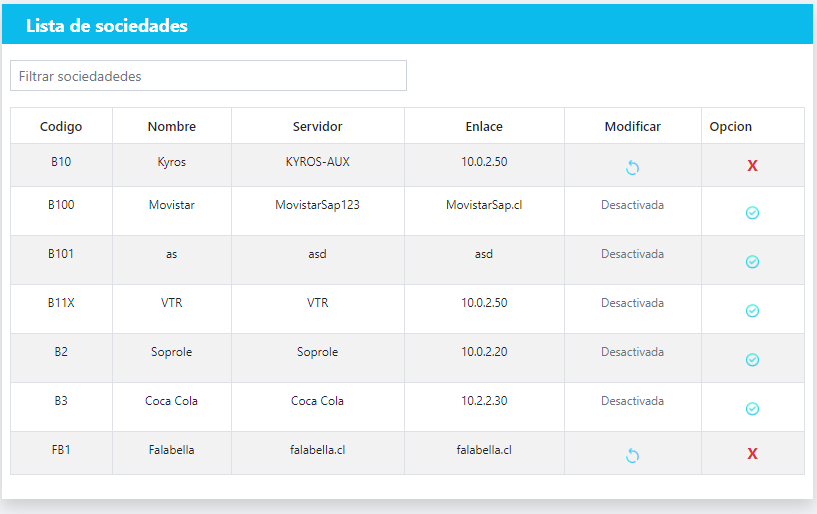 Lista de sociedades
Filtrar sociedadedes
Codigo Nombre Servidor Enlace Modificar Opcion
B10 Kyros KYROS-AUX 10.0.2.50 X
B100 Movistar MovistarSap123 MovistarSap.cl Desactivada
B101 as asd asd Desactivada
B11X VTR VTR 10.0.2.50 Desactivada
B2 Soprole Soprole 10.0.2.20 Desactivada
B3 Coca Cola Coca Cola 10.2.2.30 Desactivada
FB1 Falabella falabella.cl falabella.cl X